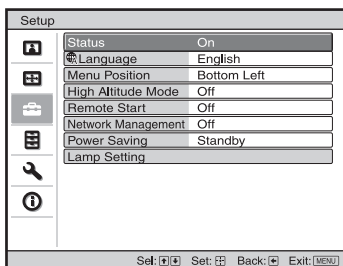 Setup
Status On
Language English
Menu Position Bottom Left
High Altitude Mode Off
Remote Start Off
Network Management Off
Power Saving Standby
Lamp Setting
Sel: Set: Back: Exit: MENU